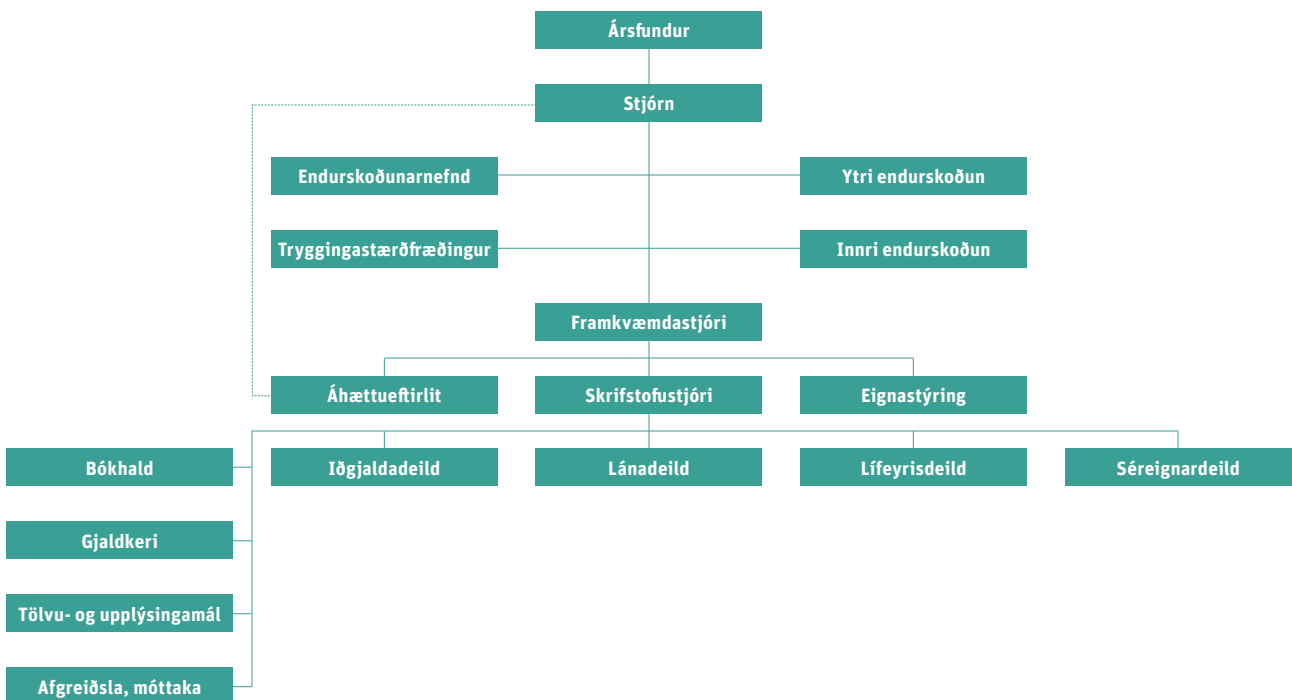 Ársfundur
Stjórn
Endurskoðunarnefnd
Ytri endurskoðun
Tryggingastærðfræðingur
Innri endurskoðun
Framkvæmdastjóri
Áhættueftirlit
Skrifstofustjóri
Eignastýring
Bókhald
Iðgjaldadeild
Lánadeild
Lífeyrisdeild
Séreignardeild
Gjaldkeri
Tölvu- og upplýsingamál
Afgreiðsla, móttaka